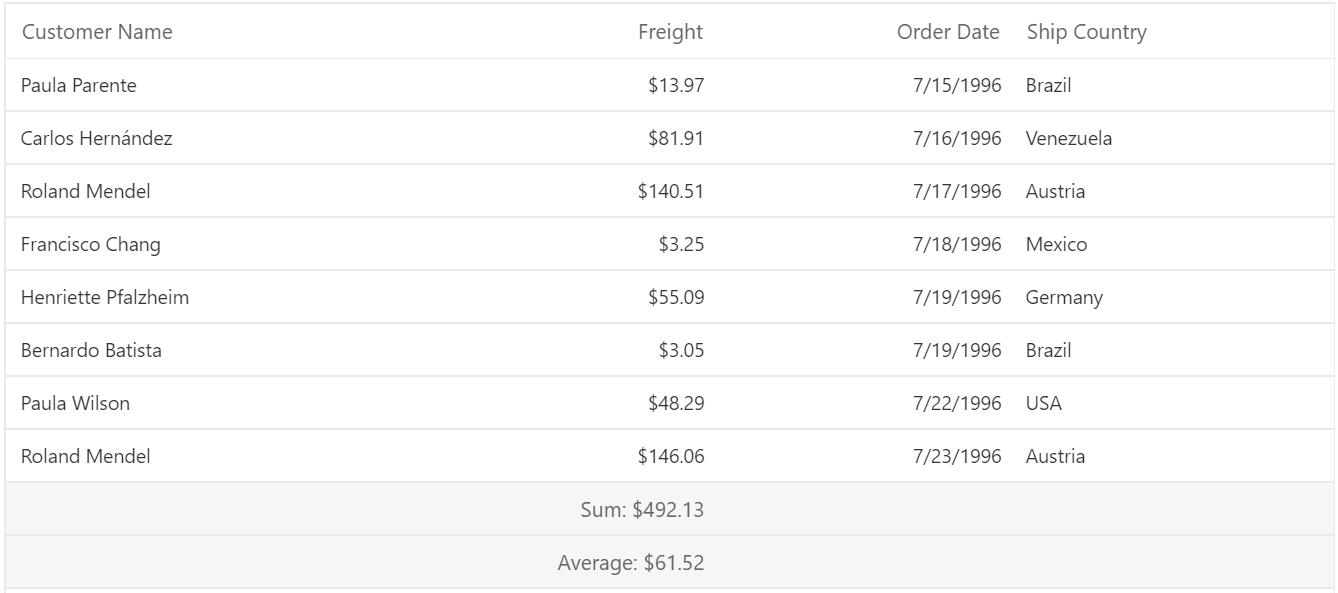 Customer Name Freight Order Date Ship Country
Paula Parente $13.97 7/15/1996 Brazil
Carlos Hernández $81.91 7/16/1996 Venezuela
Roland Mendel $140.51 7/17/1996 Austria
Francisco Chang $3.25 7/18/1996 Mexico
Henriette Pfalzheim $55.09 7/19/1996 Germany
Bernardo Batista $3.05 7/19/1996 Brazil
Paula Wilson $48.29 7/22/1996 USA
Roland Mendel $146.06 7/23/1996 Austria
Sum: $492.13
Average: $61.52